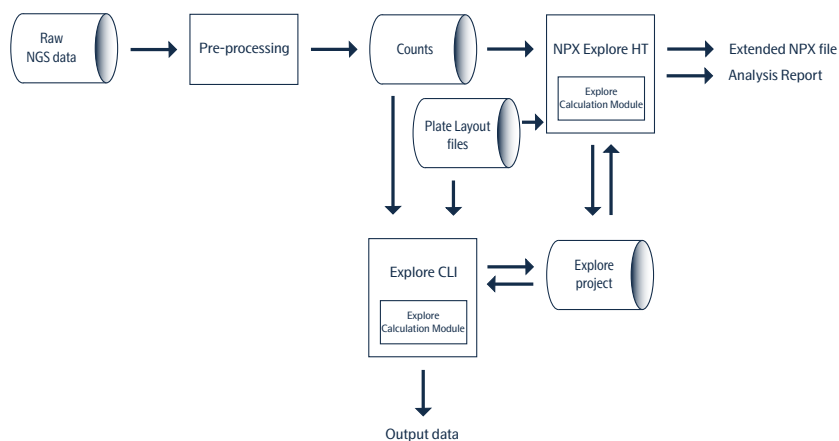 Raw
NGS data
Pre-processing
Counts
NPX Explore HT
Explore
Calculation Module
Extended NPX file
Analysis Report
Plate Layout
files
Explore CLI
Explore
Calculation Module
Explore
project
Output data